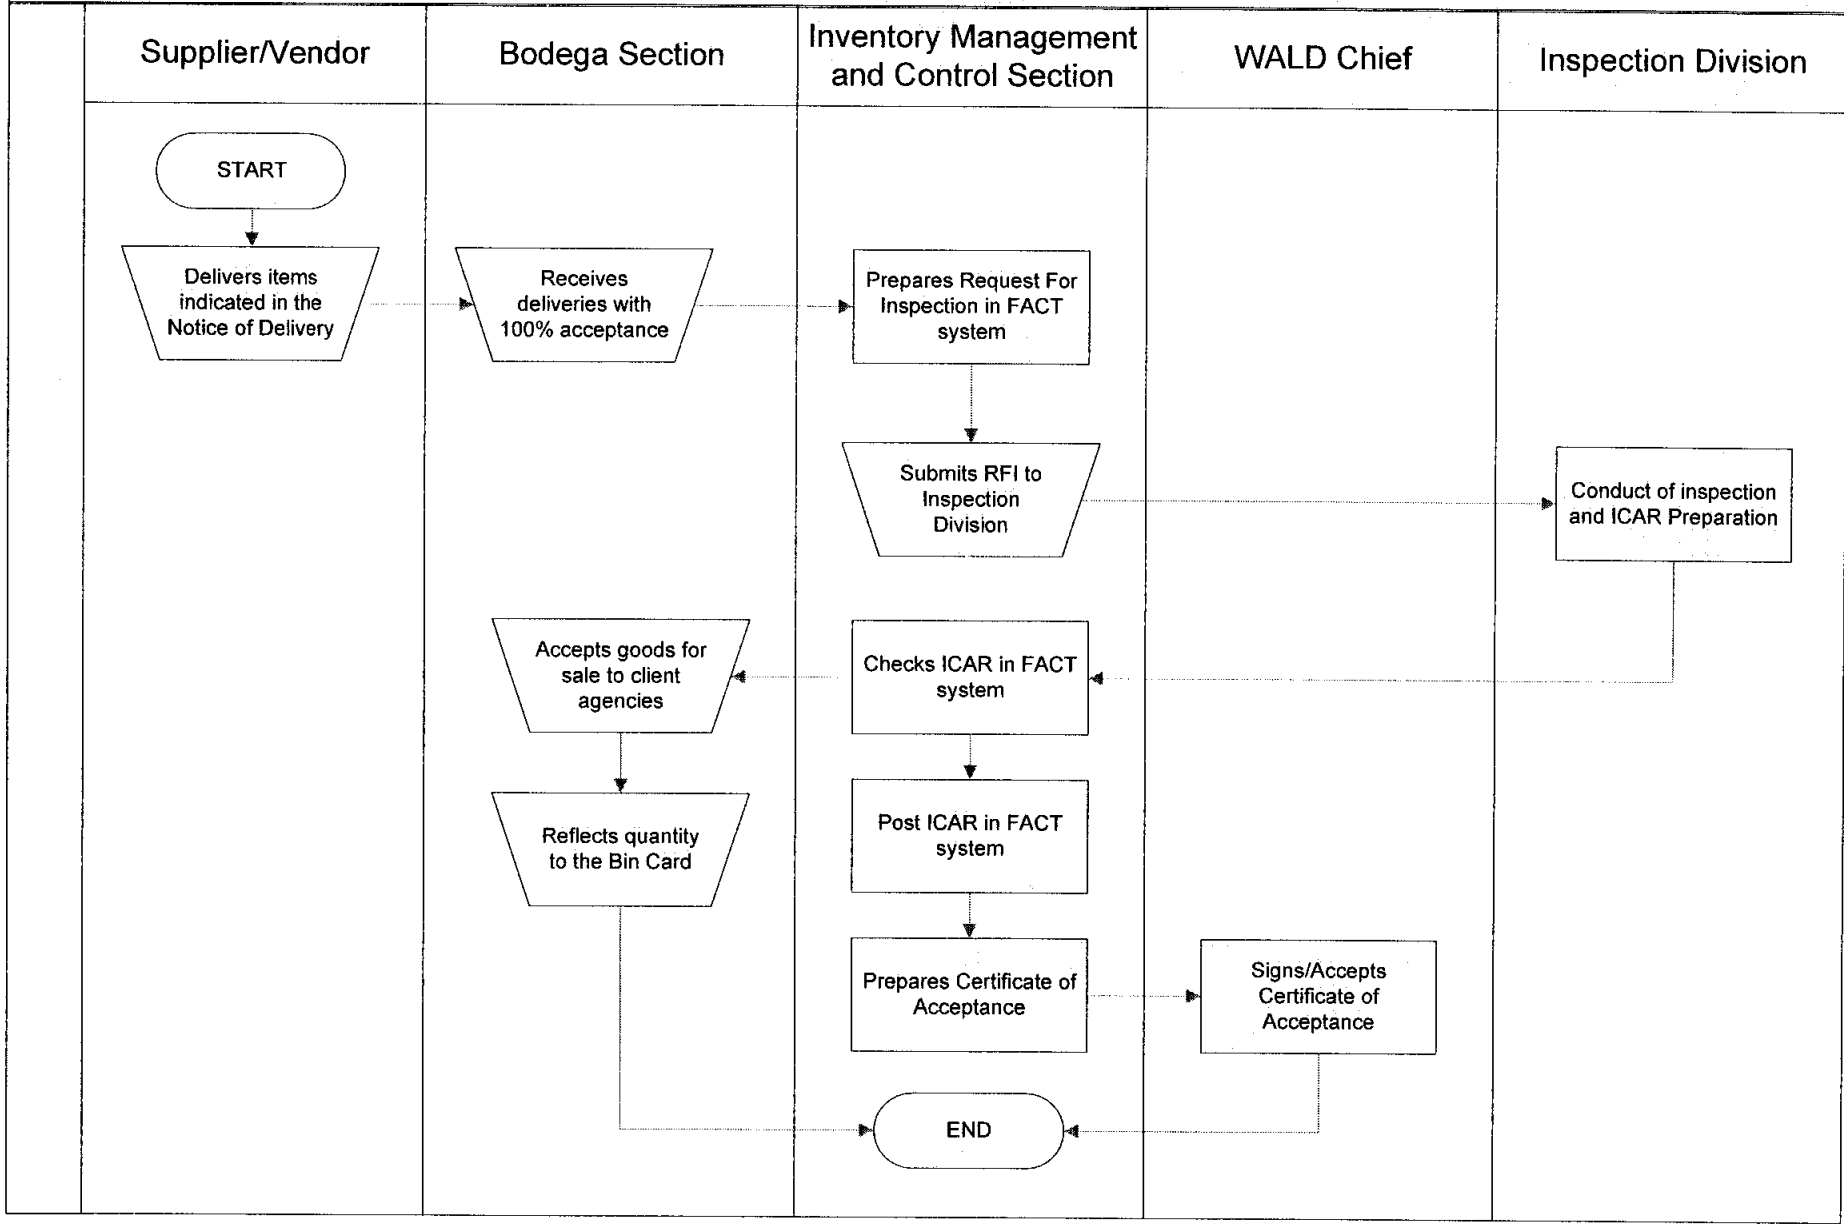 Supplier/Vendor
Bodega Section
Inventory Management
and Control Section
WALD Chief
Inspection Division
START
Delivers items
indicated in the
Notice of Delivery
Receives
deliveries with
100% acceptance
Prepares Request For
Inspection in FACT
system
Submits RFI to
Inspection
Division
Conduct of inspection
and ICAR Preparation
Accepts goods for
sale to client
agencies
Checks ICAR in FACT
system
Reflects quantity
to the Bin Card
Post ICAR in FACT
system
Prepares Certificate of
Acceptance
Signs/Accepts
Certificate of
Acceptance
END